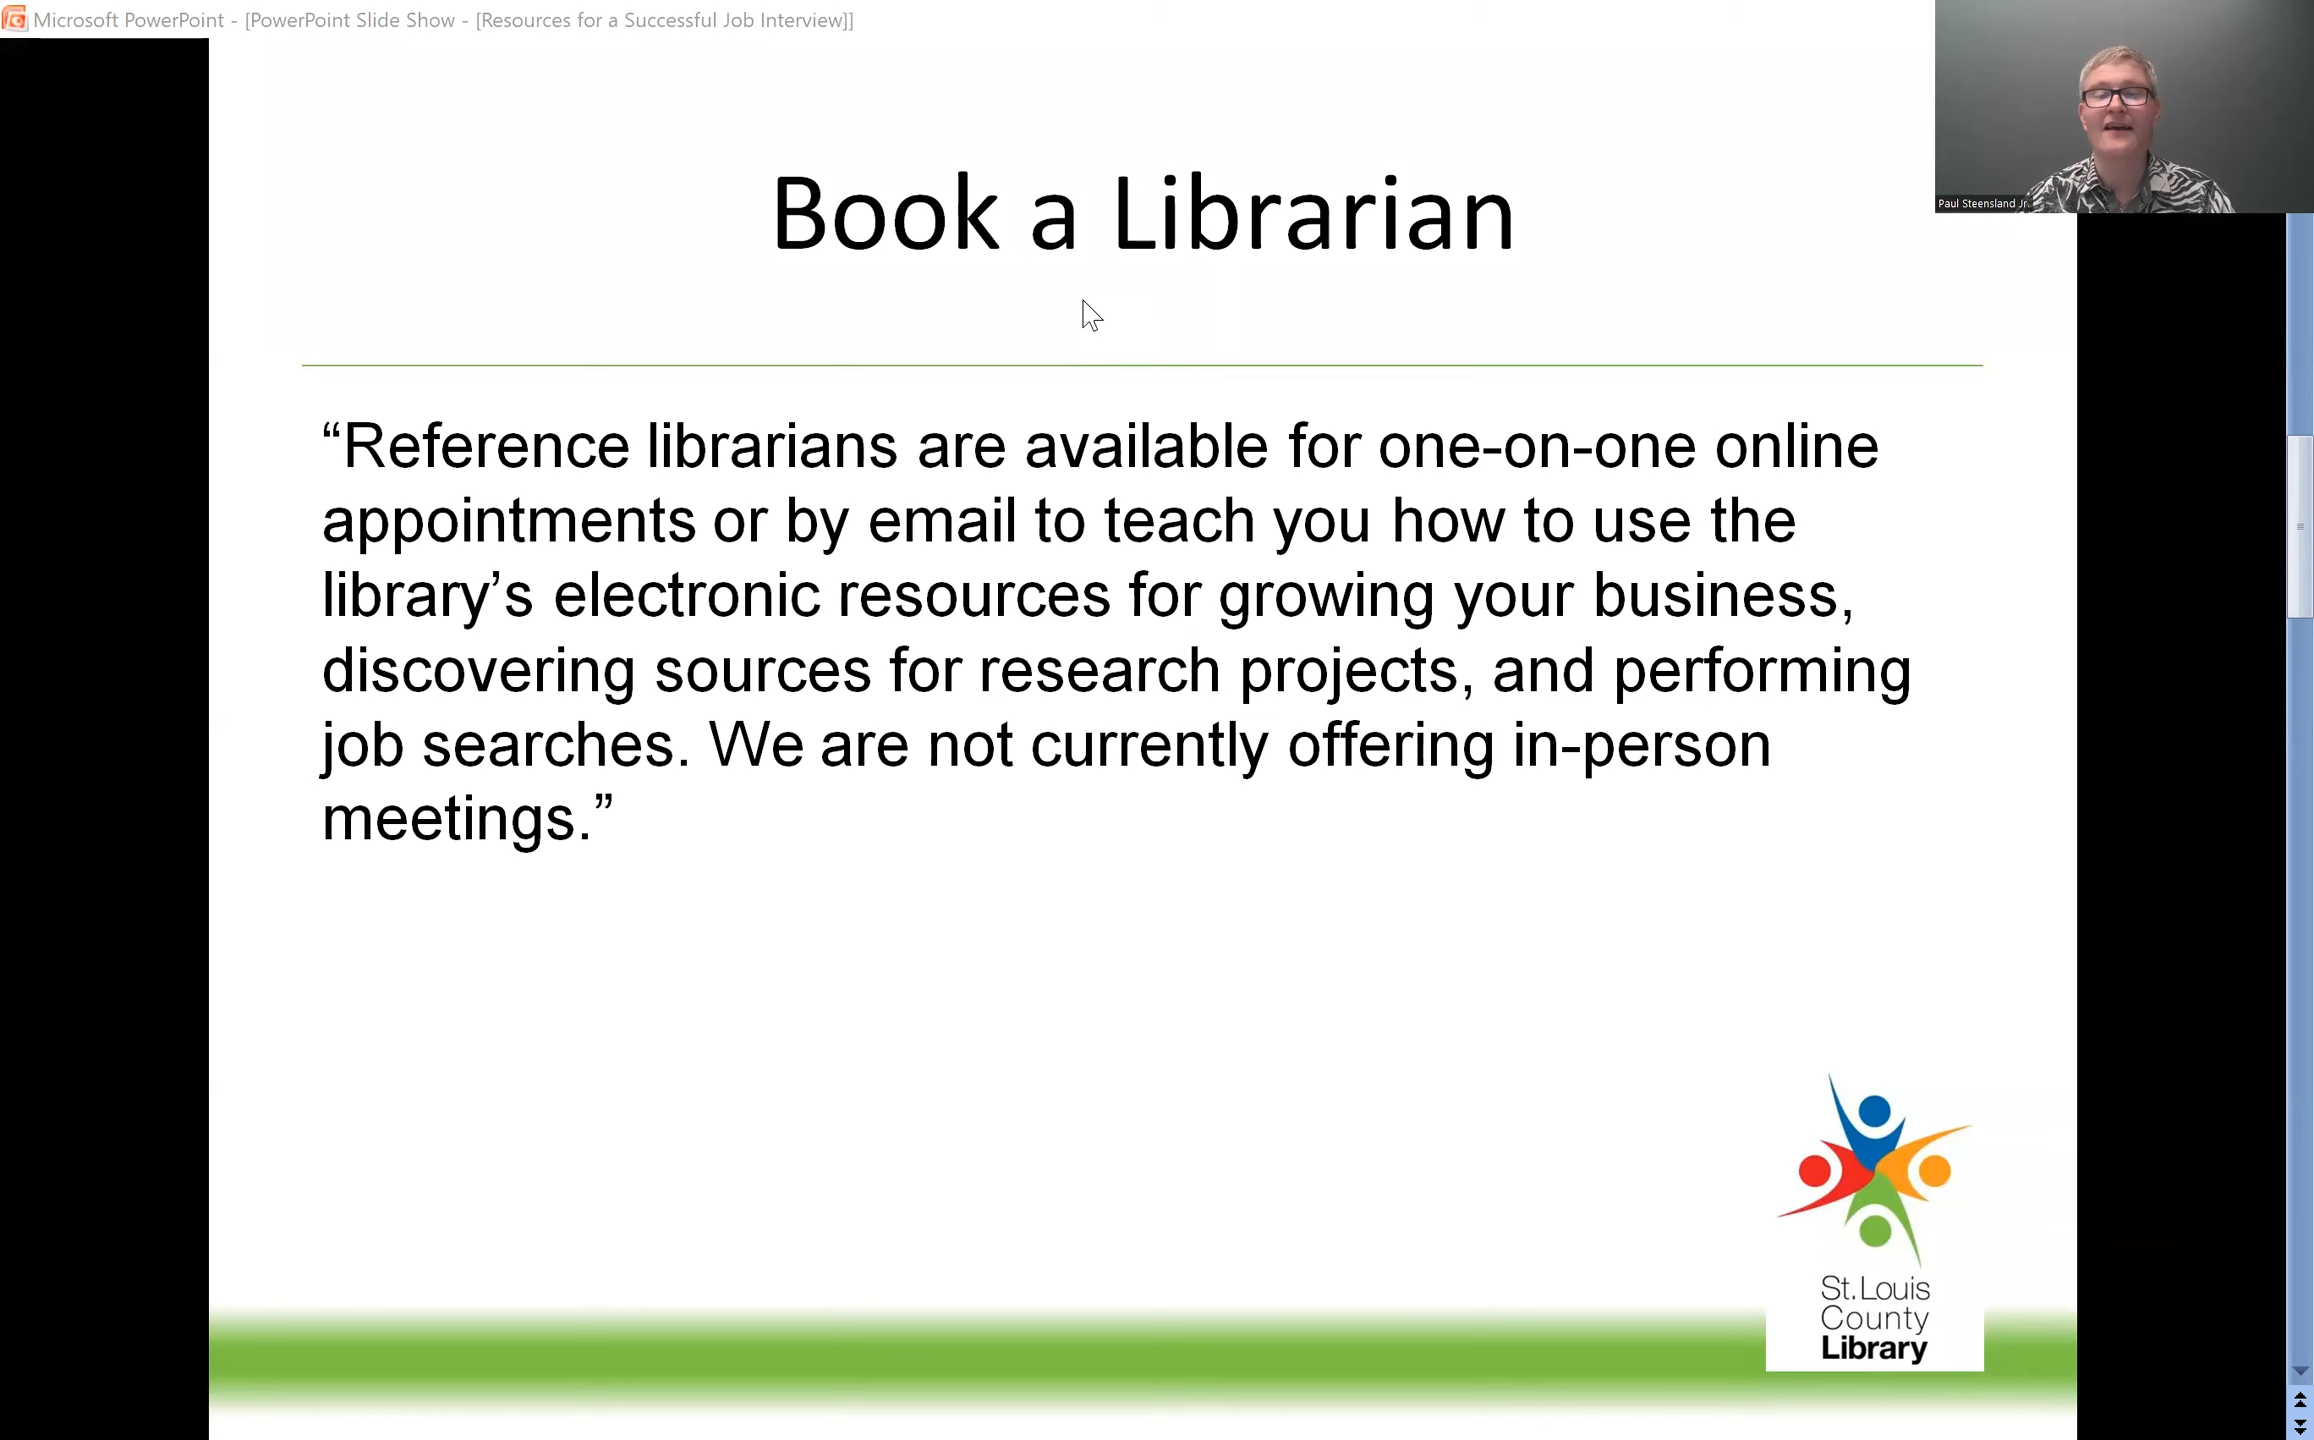 Microsoft PowerPoint - [PowerPoint Slide Show - [Resources for a Successful Job Interview]]
Paul Steensland Jr.
Book a Librarian
“Reference librarians are available for one-on-one online
appointments or by email to teach you how to use the
library’s electronic resources for growing your business,
discovering sources for research projects, and performing
job searches. We are not currently offering in-person
meetings.”
St.Louis
County
Library